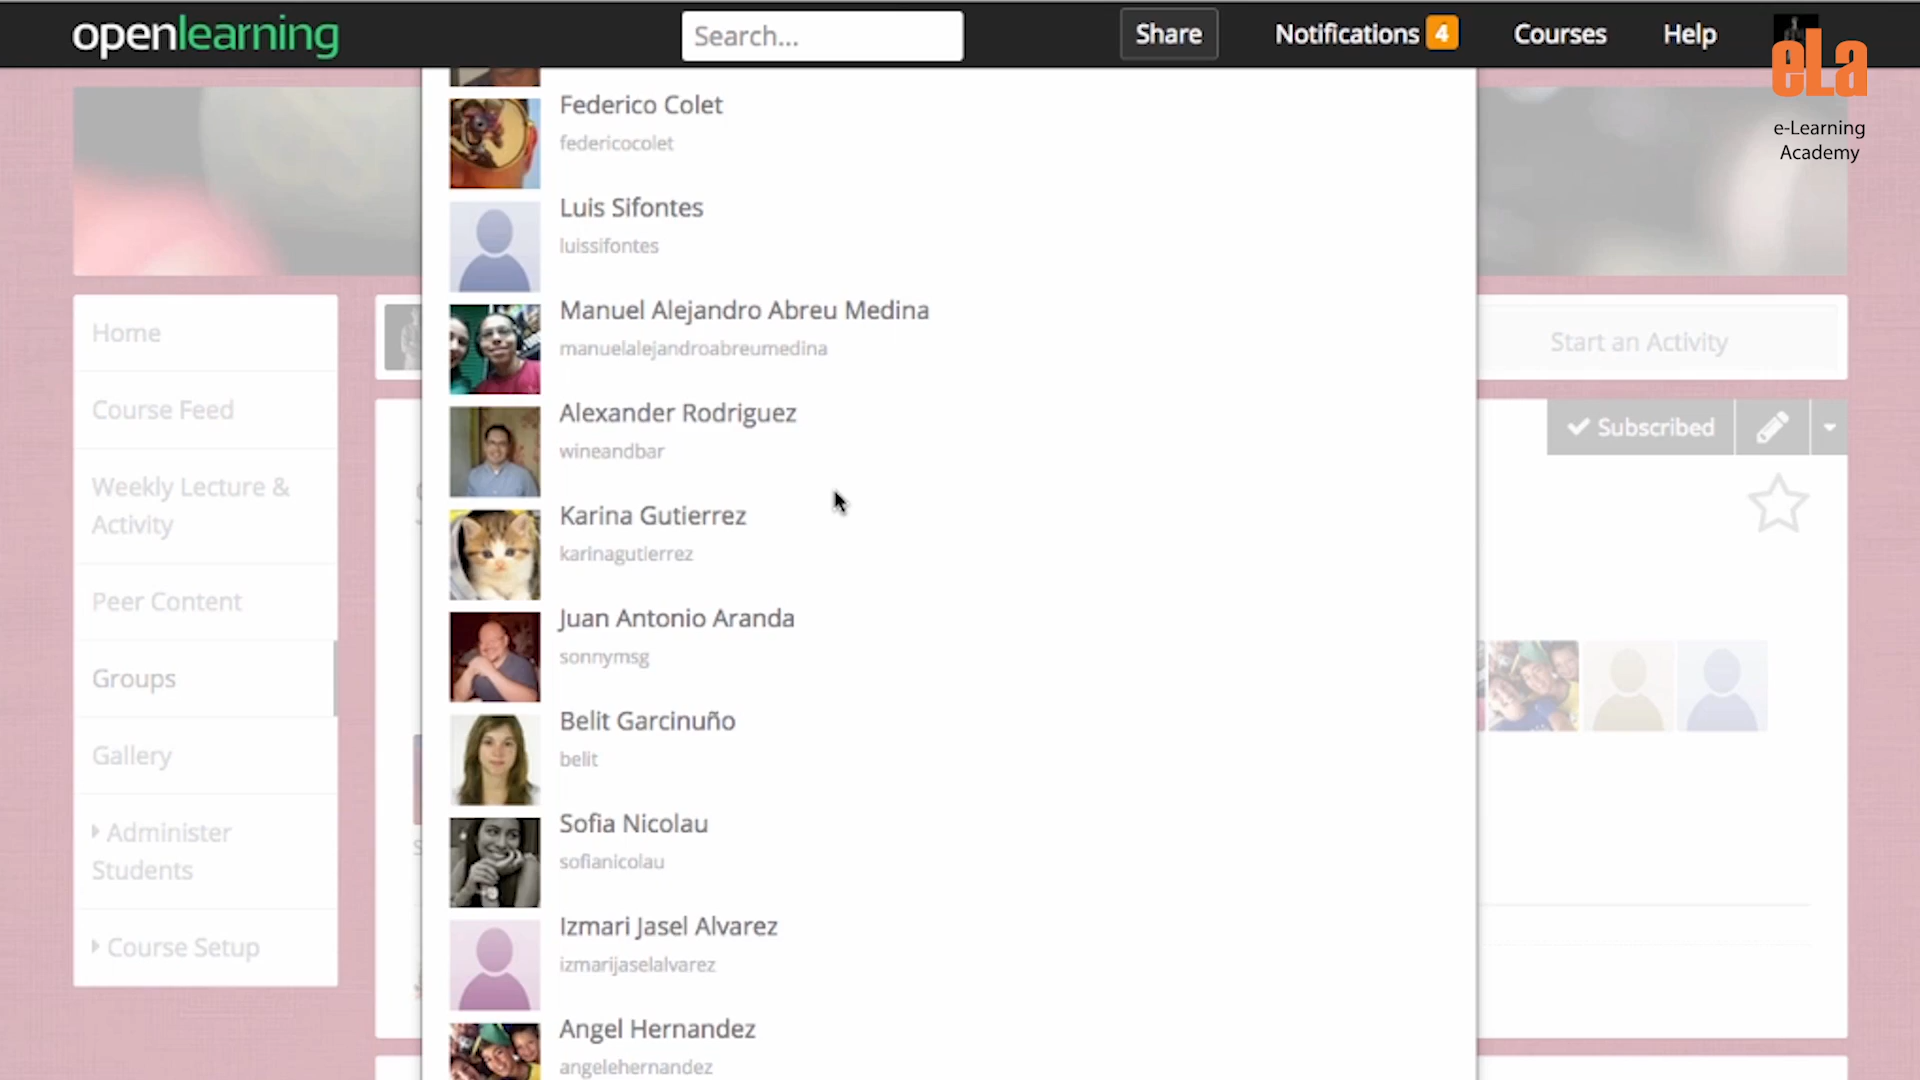 openlearning
Search...
Share
Notifications 4
Courses
Help
eLa
e-Learning
Academy
Federico Colet
federicocolet
Luis Sifontes
luissifontes
Manuel Alejandro Abreu Medina
manuelalejandroabreumedina
Alexander Rodriguez
wineandbar
Karina Gutierrez
karinagutierrez
Juan Antonio Aranda
sonnymsg
Belit Garcinuño
belit
Sofia Nicolau
sofianicolau
Izmari Jasel Alvarez
izmarijaselalvarez
Angel Hernandez
angelehernandez
Home
Course Feed
Weekly Lecture &
Activity
Peer Content
Groups
Gallery
Administer
Students
Course Setup
Start an Activity
Subscribed